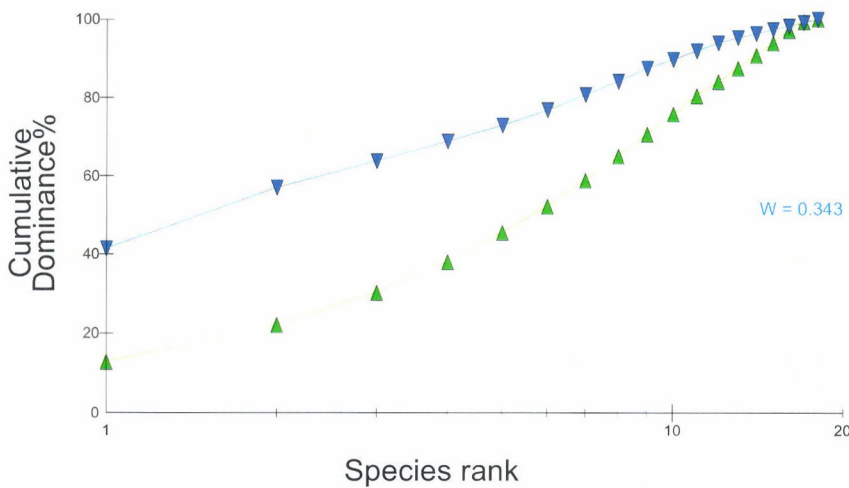 100
80
60
40
20
0
Cumulative
Dominance%
W = 0.343
1
10
20
Species rank